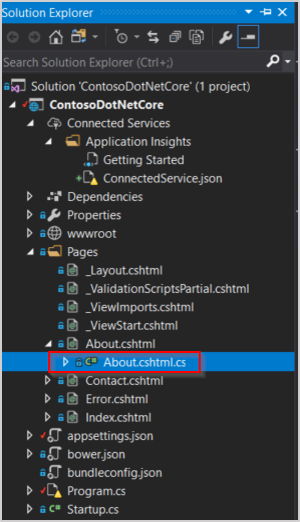 Solution Explorer
Search Solution Explorer (Ctrl+;)
Solution 'ContosoDotNetCore' (1 project)
ContosoDotNetCore
Connected Services
Application Insights
Getting Started
ConnectedService.json
Dependencies
Properties
wwwroot
Pages
_Layout.cshtml
_ValidationScriptsPartial.cshtml
_ViewImports.cshtml
_ViewStart.cshtml
About.cshtml
C# About.cshtml.cs
Contact.cshtml
Error.cshtml
Index.cshtml
appsettings.json
bower.json
bundleconfig.json
Program.cs
C# Startup.cs